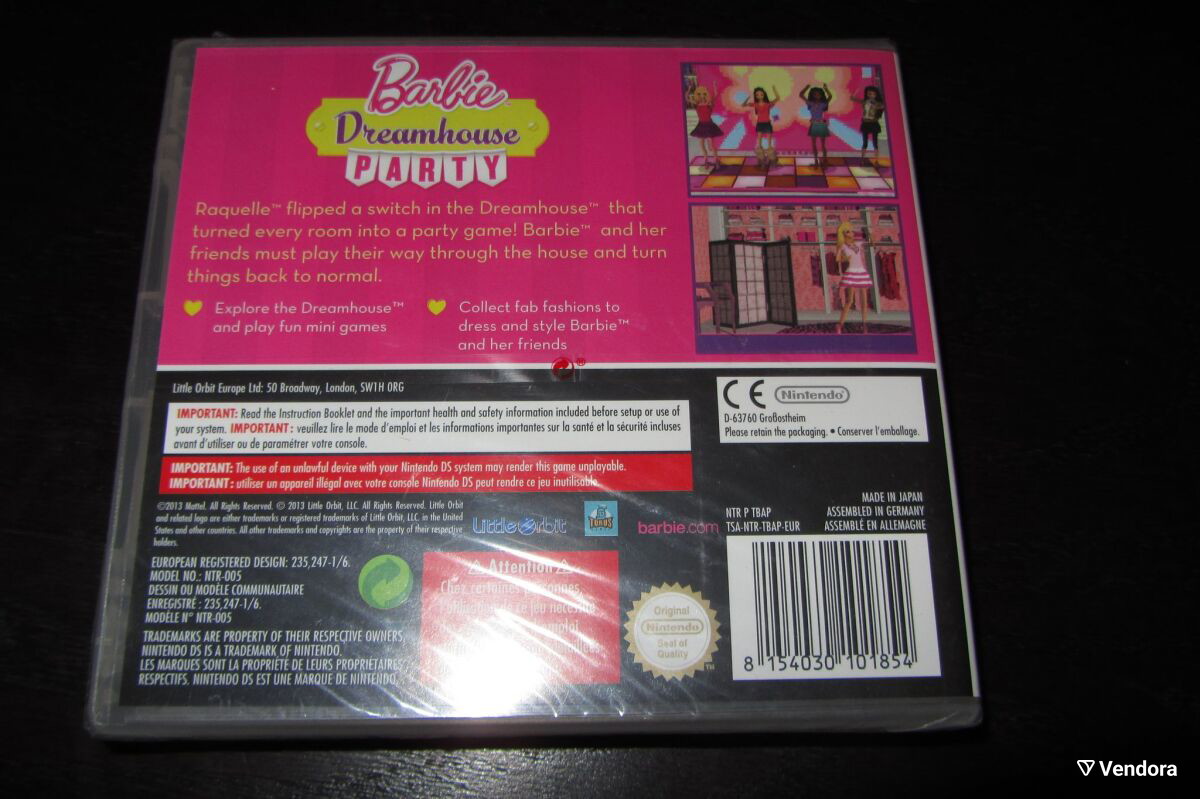 Barbie™
Dreamhouse
PARTY
Raquelle™ flipped a switch in the Dreamhouse™ that
turned every room into a party game! Barbie™ and her
friends must play their way through the house and turn
things back to normal.
Explore the Dreamhouse™
and play fun mini games
Collect fab fashions to
dress and style Barbie™
and her friends
Little Orbit Europe Ltd: 50 Broadway, London, SW1H 0RG
IMPORTANT: Read the Instruction Booklet and the important health and safety information included before setup or use of
your system. IMPORTANT : veuillez lire le mode d'emploi et les informations importantes sur la santé et la sécurité incluses
avant d'utiliser ou de paramétrer votre console.
IMPORTANT: The use of an unlawful device with your Nintendo DS system may render this game unplayable.
IMPORTANT : utiliser un appareil illégal avec votre console Nintendo DS peut rendre ce jeu inutilisable.
CE Nintendo
D-63760 Großostheim
Please retain the packaging. • Conserver l'emballage.
©2013 Mattel. All Rights Reserved. © 2013 Little Orbit, LLC. All Rights Reserved. Little Orbit
and related logo are either trademarks or registered trademarks of Little Orbit, LLC. in the United
States and other countries. All other trademarks and copyrights are the property of their respective
holders.
Little Orbit
TORUS
barbie.com
NTR P TBAP
TSA-NTR-TBAP-EUR
MADE IN JAPAN
ASSEMBLED IN GERMANY
ASSEMBLÉ EN ALLEMAGNE
EUROPEAN REGISTERED DESIGN: 235,247-1/6.
MODEL NO.: NTR-005
DESSIN OU MODÈLE COMMUNAUTAIRE
ENREGISTRÉ : 235,247-1/6.
MODÈLE N° NTR-005
TRADEMARKS ARE PROPERTY OF THEIR RESPECTIVE OWNERS.
NINTENDO DS IS A TRADEMARK OF NINTENDO.
LES MARQUES SONT LA PROPRIÉTÉ DE LEURS PROPRIÉTAIRES
RESPECTIFS. NINTENDO DS EST UNE MARQUE DE NINTENDO.
Attention
Chez certaines personnes,
l'utilisation de ce jeu nécessite
Original
Nintendo
Seal of
Quality
TM
8 154030 101854
Vendora